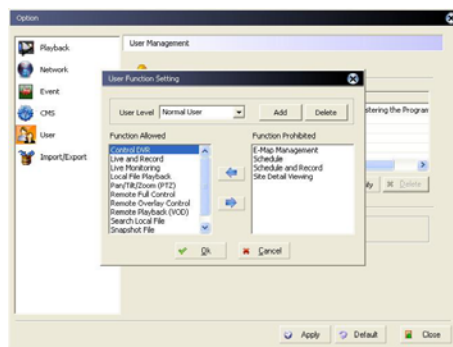 Option
Playback
Network
Event
CMS
User
Import/Export
User Management
User Function Setting
User Level
Normal User
Add
Delete
Function Allowed
Control DVR
Live and Record
Live Monitoring
Local File Playback
Pan/Tilt/Zoom (PTZ)
Remote Full Control
Remote Overlay Control
Remote Playback (VOD)
Search Local File
Snapshot File
Function Prohibited
E-Map Management
Schedule
Schedule and Record
Site Detail Viewing
Ok
Cancel
stering the Program
Delete
Apply
Default
Close